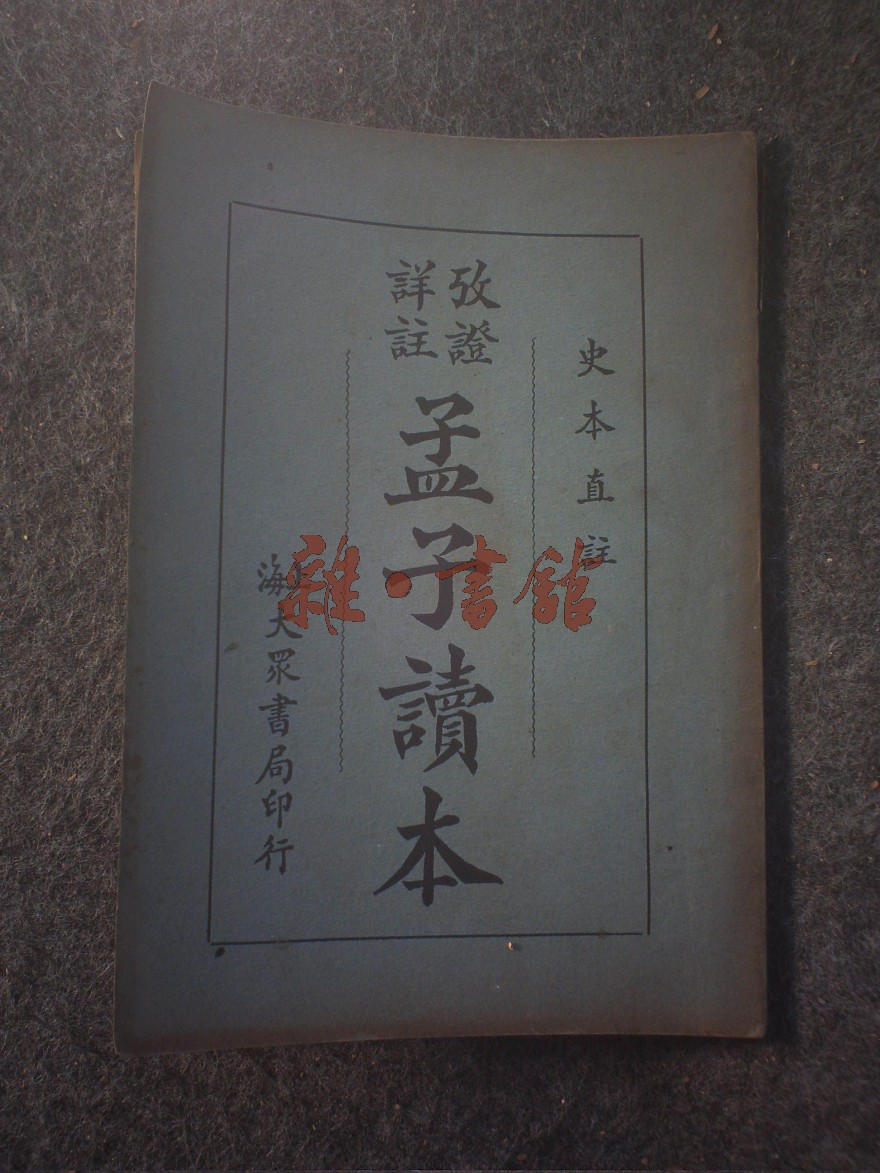 史本直註
攷證
詳註
孟子讀本
海大眾書局印行
雜·書館